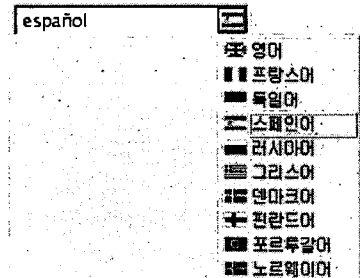 español
영어
프랑스어
독일어
스페인어
러시아어
그리스어
덴마크어
핀란드어
포르투갈어
노르웨이어